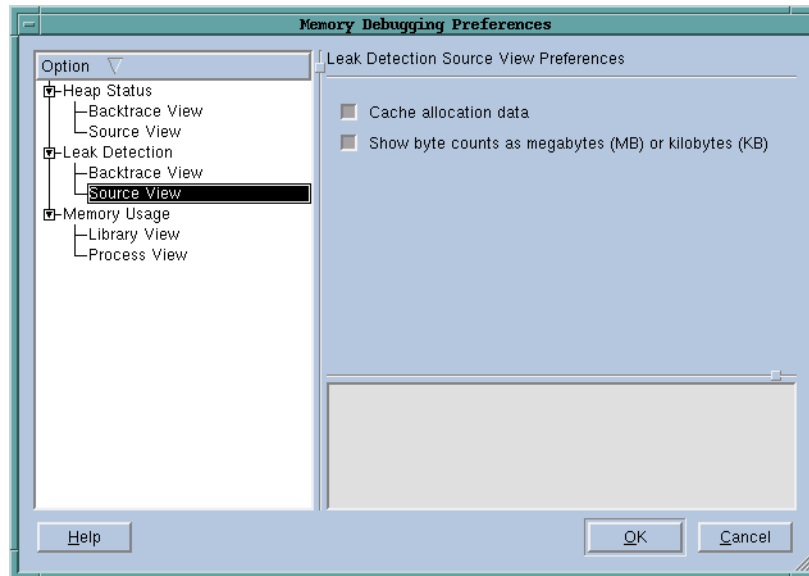 Memory Debugging Preferences
Option
Leak Detection Source View Preferences
Heap Status
Backtrace View
Source View
Leak Detection
Backtrace View
Source View
Memory Usage
Library View
Process View
Cache allocation data
Show byte counts as megabytes (MB) or kilobytes (KB)
Help
OK
Cancel